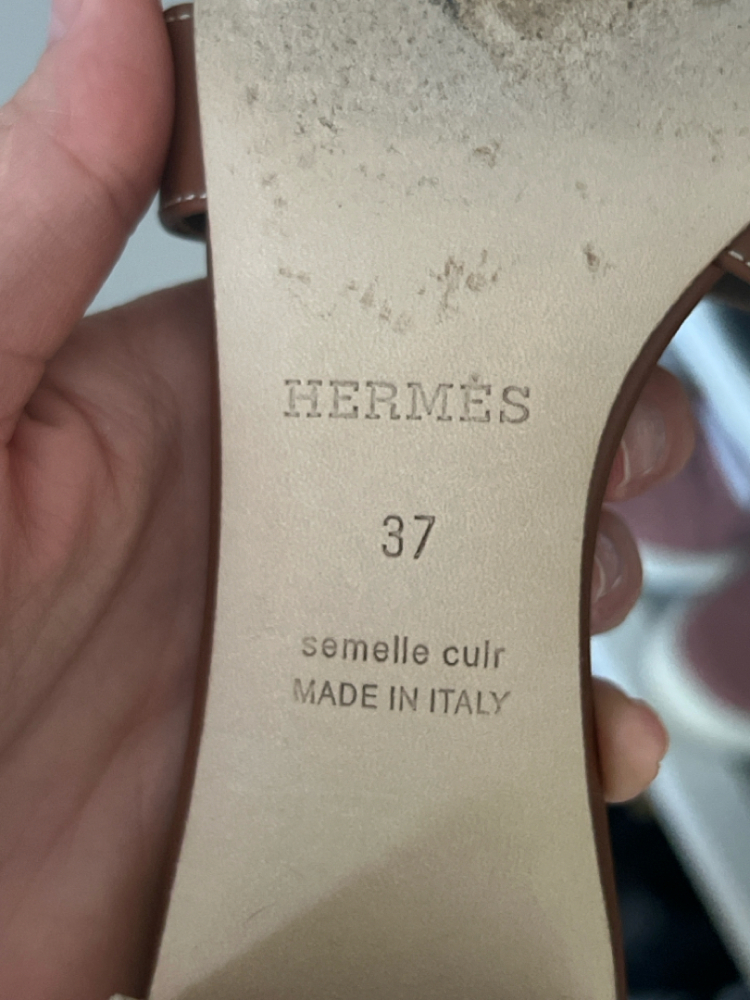 HERMÈS
37
semelle cuir
MADE IN ITALY